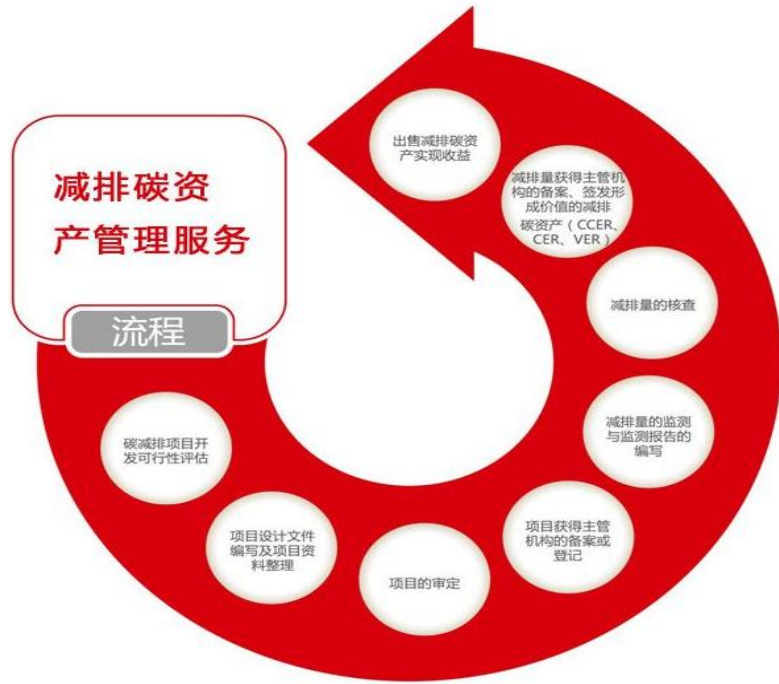 减排碳资
产管理服务
流程
碳减排项目开
发可行性评估
项目设计文件
编写及项目资
料整理
项目的审定
项目获得主管
机构的备案或
登记
减排量的监测
与监测报告的
编写
减排量的核查
减排量获得主管机
构的备案、签发形
成价值的减排
碳资产（CCER、
CER、VER）
出售减排碳资
产实现收益